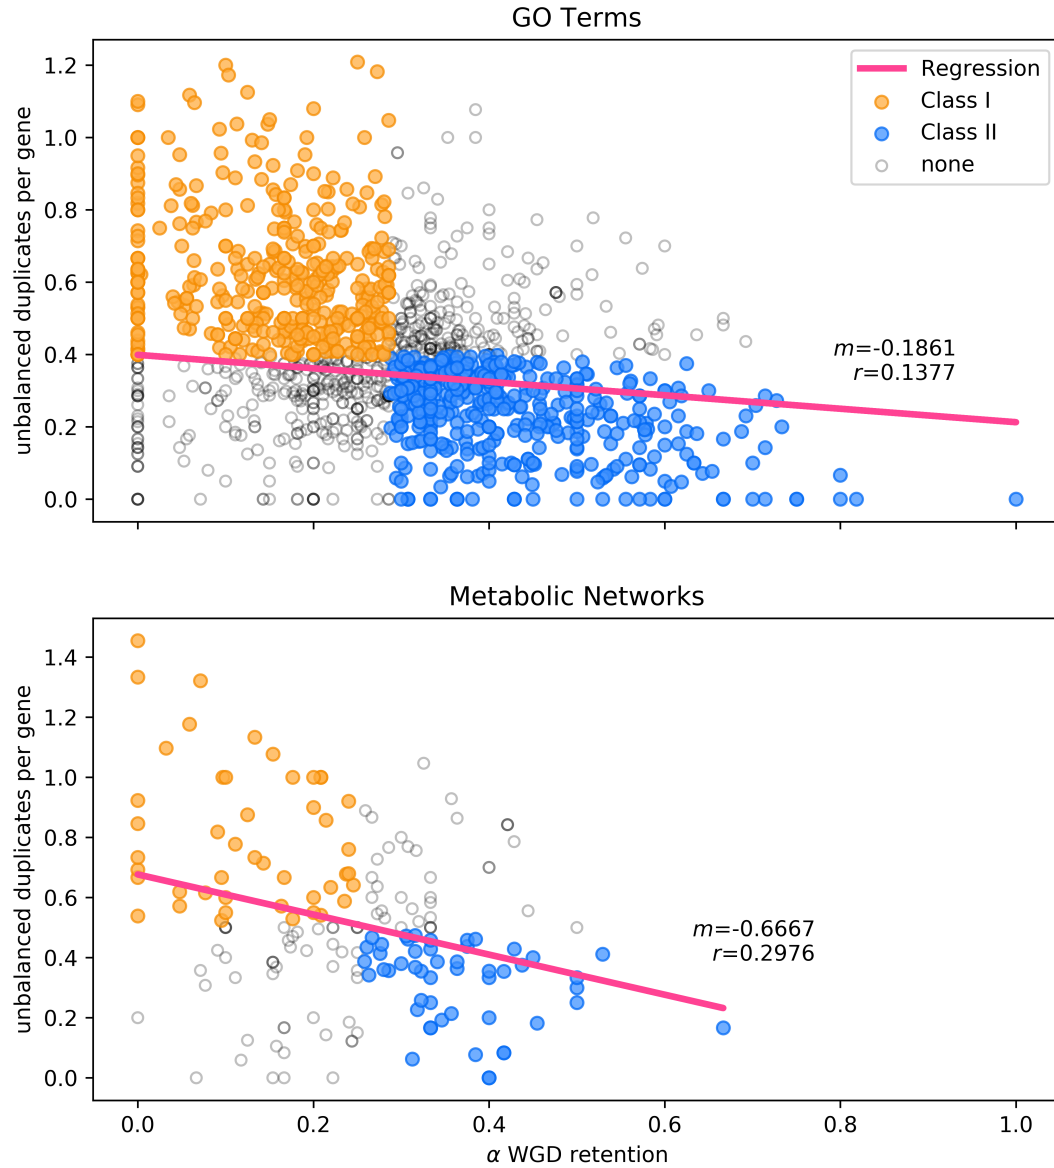 GO Terms
unbalanced duplicates per gene
1.2
1.0
0.8
0.6
0.4
0.2
0.0
Regression
Class I
Class II
none
m=-0.1861
r=0.1377
Metabolic Networks
unbalanced duplicates per gene
1.4
1.2
1.0
0.8
0.6
0.4
0.2
0.0
m=-0.6667
r=0.2976
0.0 0.2 0.4 0.6 0.8 1.0
α WGD retention